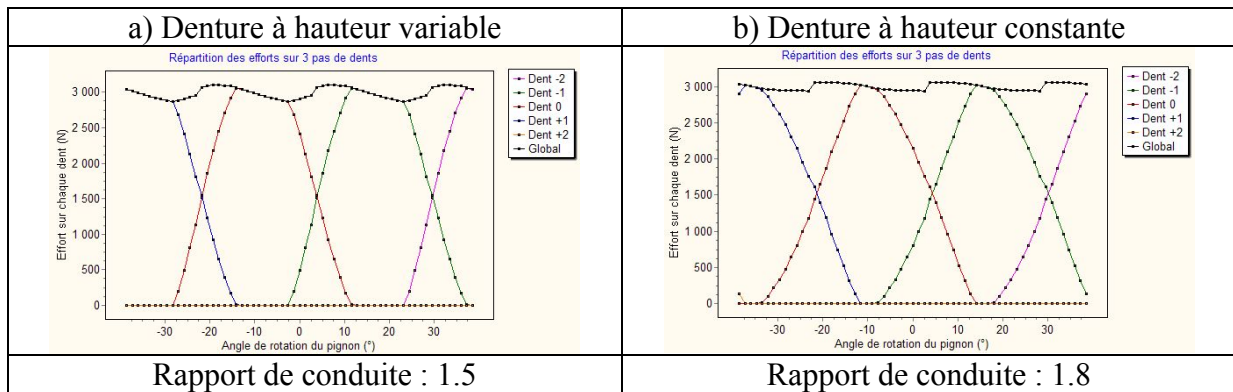 a) Denture à hauteur variable
b) Denture à hauteur constante
Répartition des efforts sur 3 pas de dents
Effort sur chaque dent (N)
3 000
2 500
2 000
1 500
1 000
500
0
-30
-20
-10
0
10
20
30
Angle de rotation du pignon (°)
Dent -2
Dent -1
Dent 0
Dent +1
Dent +2
Global
Répartition des efforts sur 3 pas de dents
Effort sur chaque dent (N)
3 000
2 500
2 000
1 500
1 000
500
0
-30
-20
-10
0
10
20
30
Angle de rotation du pignon (°)
Dent -2
Dent -1
Dent 0
Dent +1
Dent +2
Global
Rapport de conduite : 1.5
Rapport de conduite : 1.8